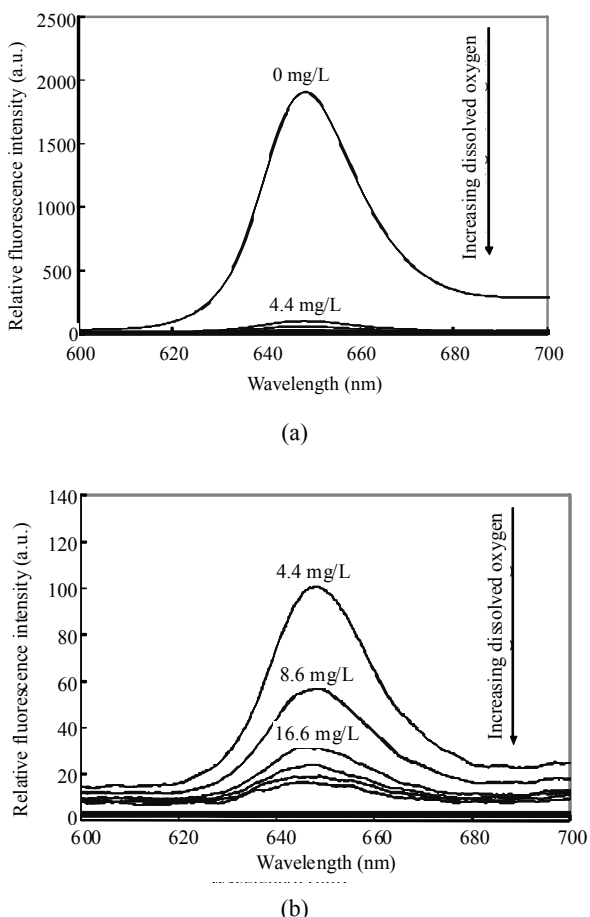 2500
2000
1500
1000
500
0
Relative fluorescence intensity (a.u.)
0 mg/L
4.4 mg/L
Increasing dissolved oxygen
600 620 640 660 680 700
Wavelength (nm)
(a)
140
120
100
80
60
40
20
0
Relative fluorescence intensity (a.u.)
4.4 mg/L
8.6 mg/L
16.6 mg/L
Increasing dissolved oxygen
600 620 640 660 680 700
Wavelength (nm)
(b)